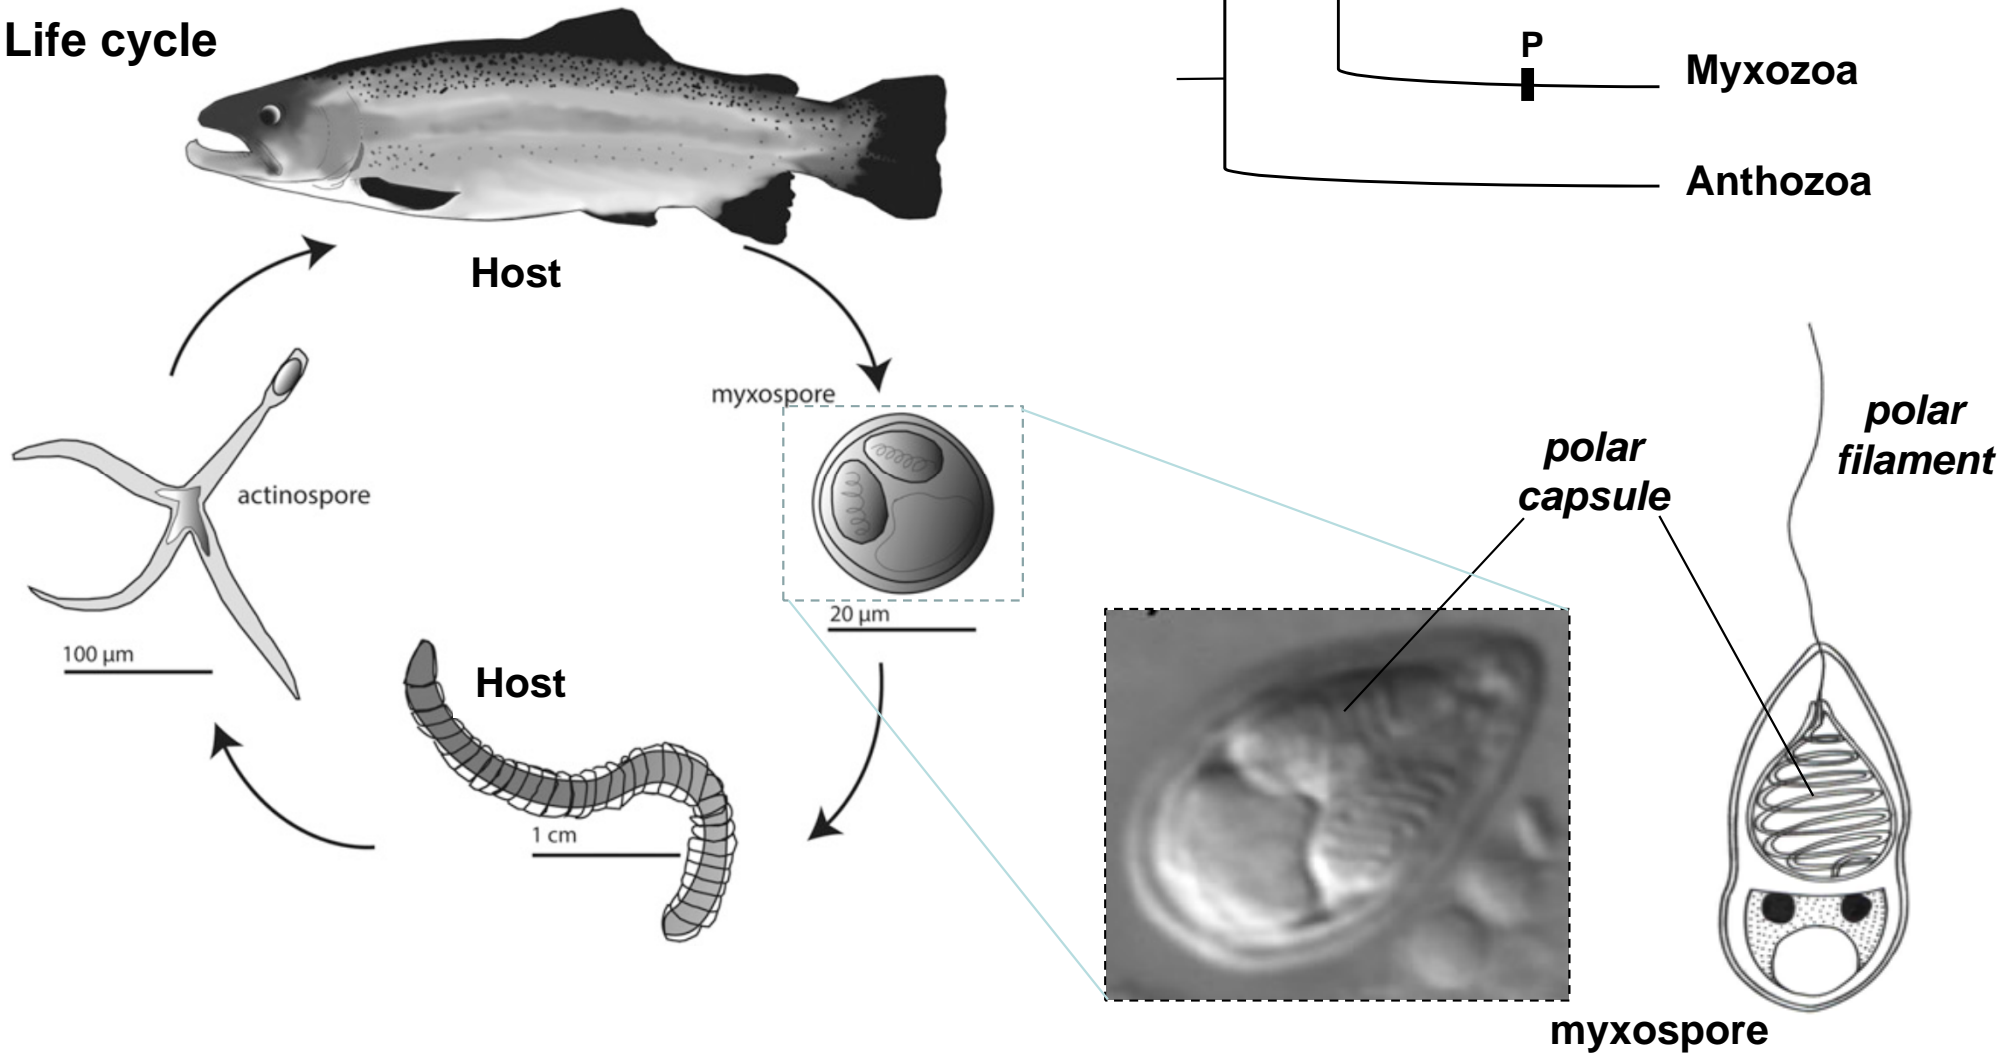 Life cycle
P
Myxozoa
Anthozoa
Host
myxospore
polar
filament
polar
capsule
actinospore
20 µm
100 µm
Host
1 cm
myxospore